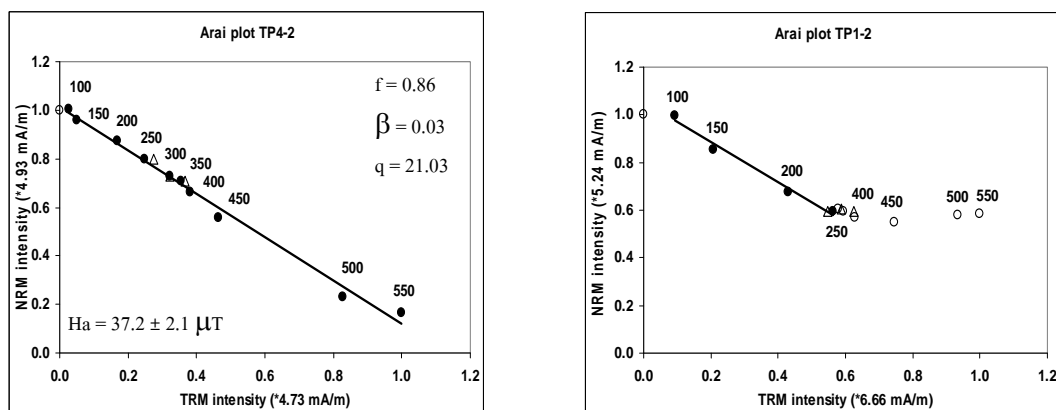 Arai plot TP4-2
NRM intensity (*4.93 mA/m)
1.2
1.0
0.8
0.6
0.4
0.2
0.0
100
150
200
250
300
350
400
450
500
550
f = 0.86
β = 0.03
q = 21.03
Ha = 37.2 ± 2.1 μT
0.0 0.2 0.4 0.6 0.8 1.0 1.2
TRM intensity (*4.73 mA/m)
Arai plot TP1-2
NRM intensity (*5.24 mA/m)
1.2
1.0
0.8
0.6
0.4
0.2
0.0
100
150
200
250
400
450
500
550
0.0 0.2 0.4 0.6 0.8 1.0 1.2
TRM intensity (*6.66 mA/m)